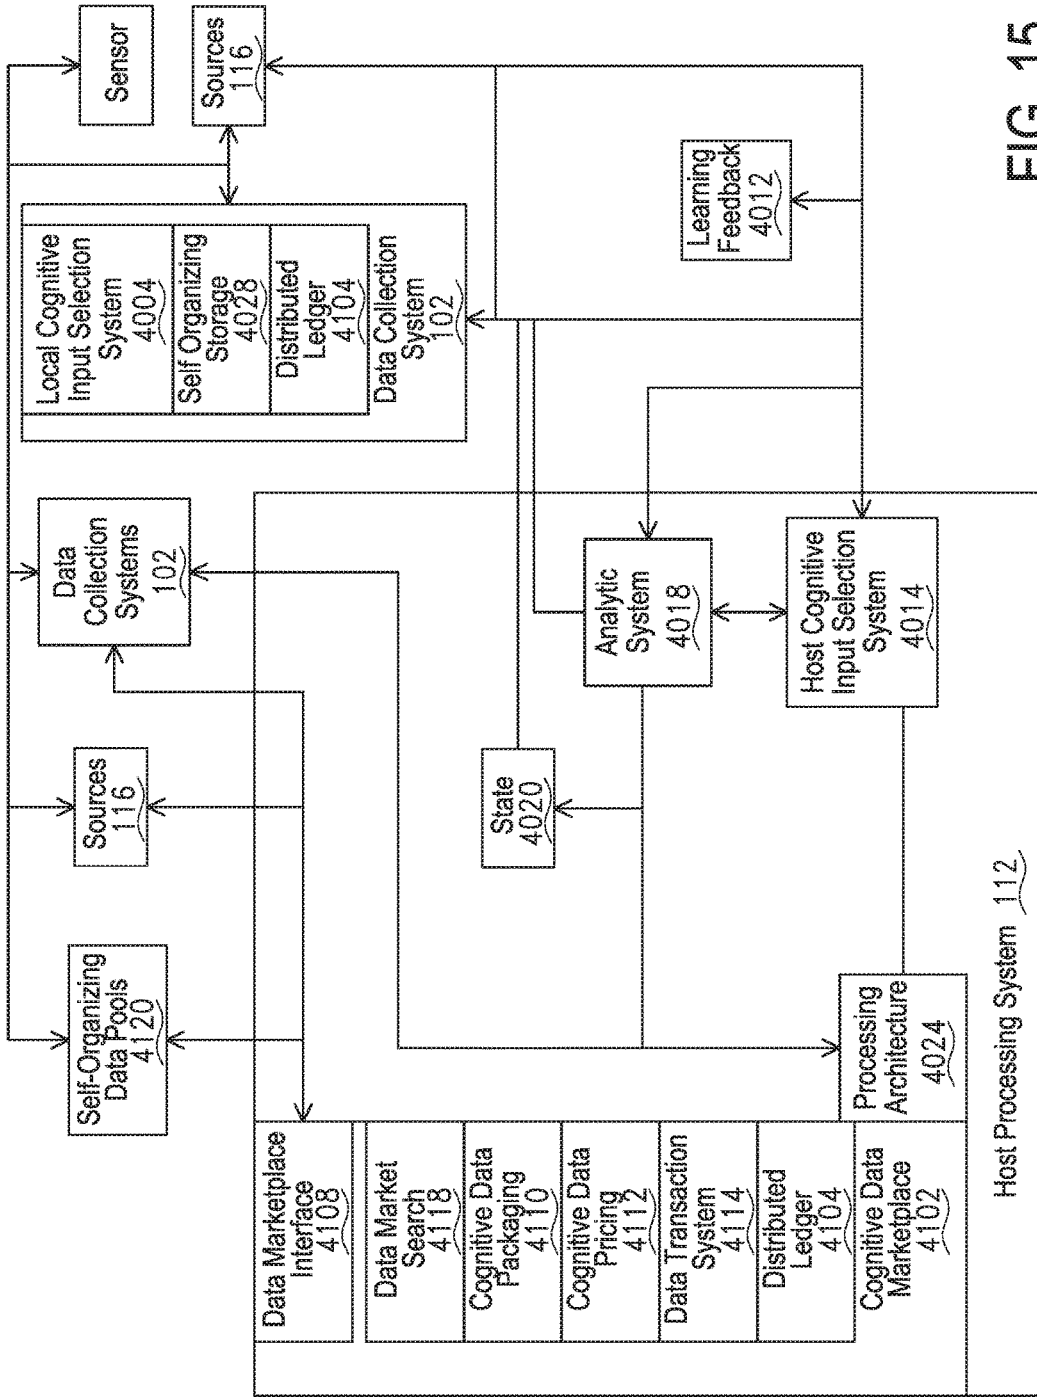 Self-Organizing
Data Pools
4120
Sources
116
Data
Collection
Systems
102
Local Cognitive
Input Selection
System
4004
Self Organizing
Storage
4028
Distributed
Ledger
4104
Data Collection
System
102
Sensor
Sources
116
Data Marketplace
Interface
4108
Data Market
Search
4118
Cognitive Data
Packaging
4110
Cognitive Data
Pricing
4112
Data Transaction
System
4114
Distributed
Ledger
4104
Cognitive Data
Marketplace
4102
Processing
Architecture
4024
State
4020
Analytic
System
4018
Host Cognitive
Input Selection
System
4014
Learning
Feedback
4012
Host Processing System 112
FIG. 15